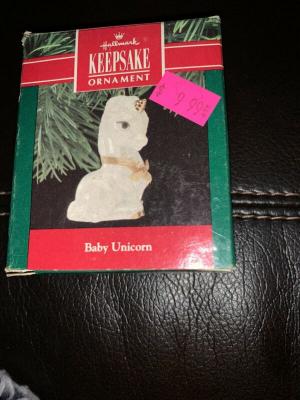 Hallmark
KEEPSAKE
ORNAMENT
$ 9.99¢
Baby Unicorn